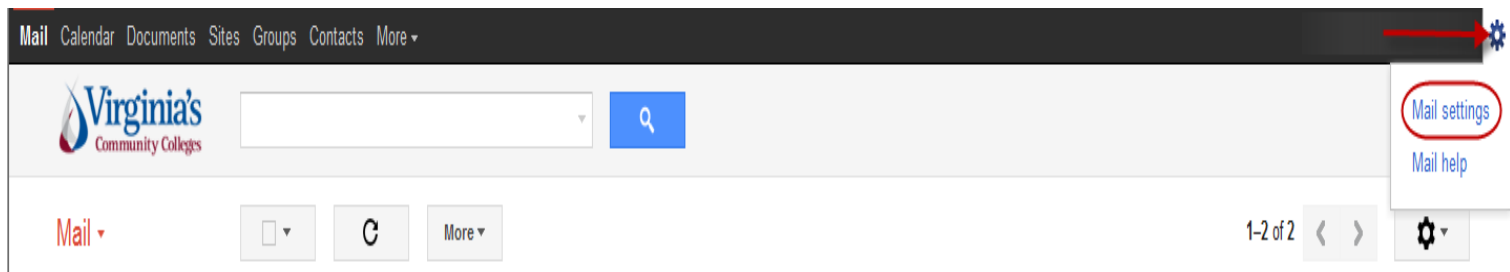 Mail Calendar Documents Sites Groups Contacts More
Virginia's
Community Colleges
Mail settings
Mail help
Mail
More
1–2 of 2